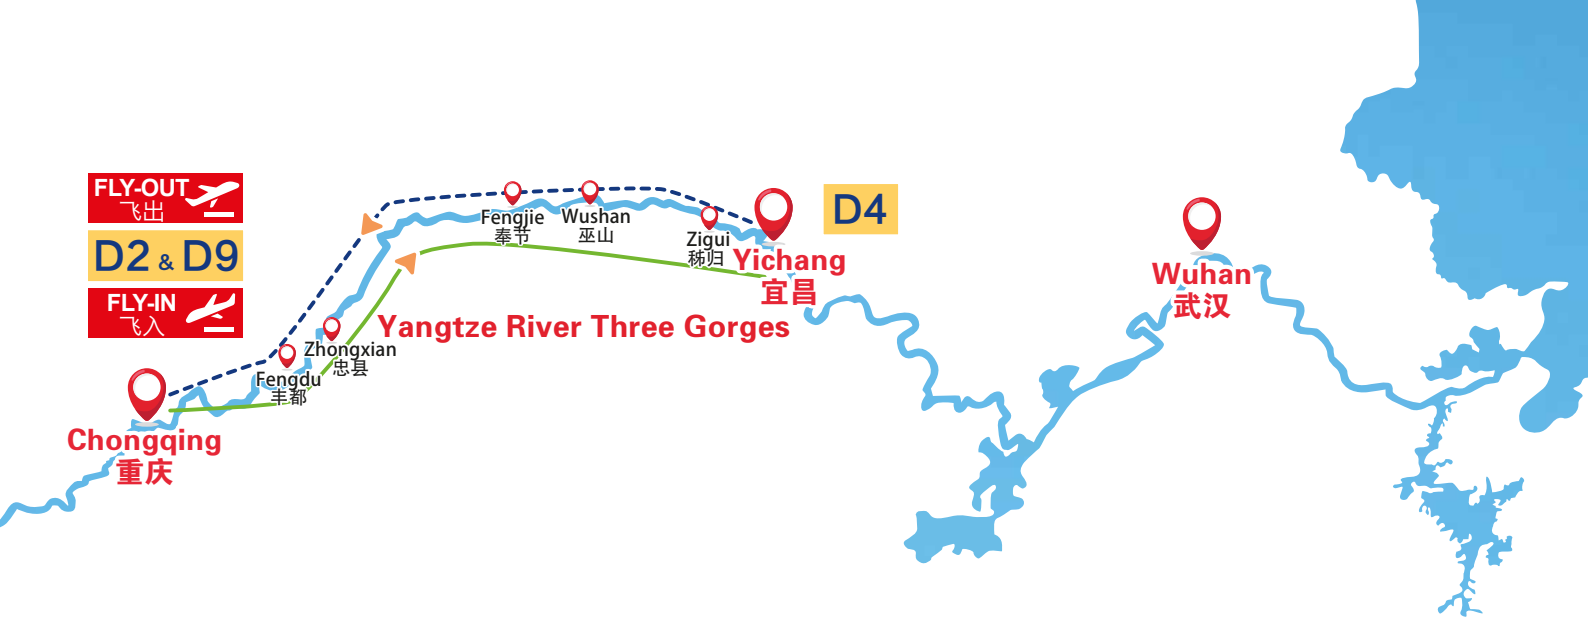 FLY-OUT
飞出
D2 & D9
FLY-IN
飞入
Chongqing
重庆
Fengdu
丰都
Zhongxian
忠县
Fengjie
奉节
Wushan
巫山
Zigui
秭归
Yichang
宜昌
D4
Yangtze River Three Gorges
Wuhan
武汉